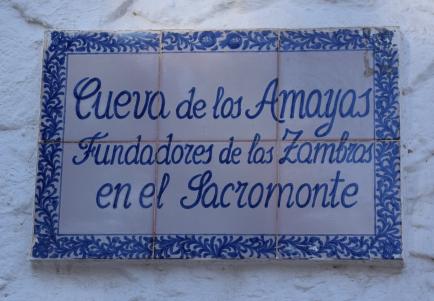 Cueva de los Amayas
Fundadores de las Zambras
en el Sacromonte